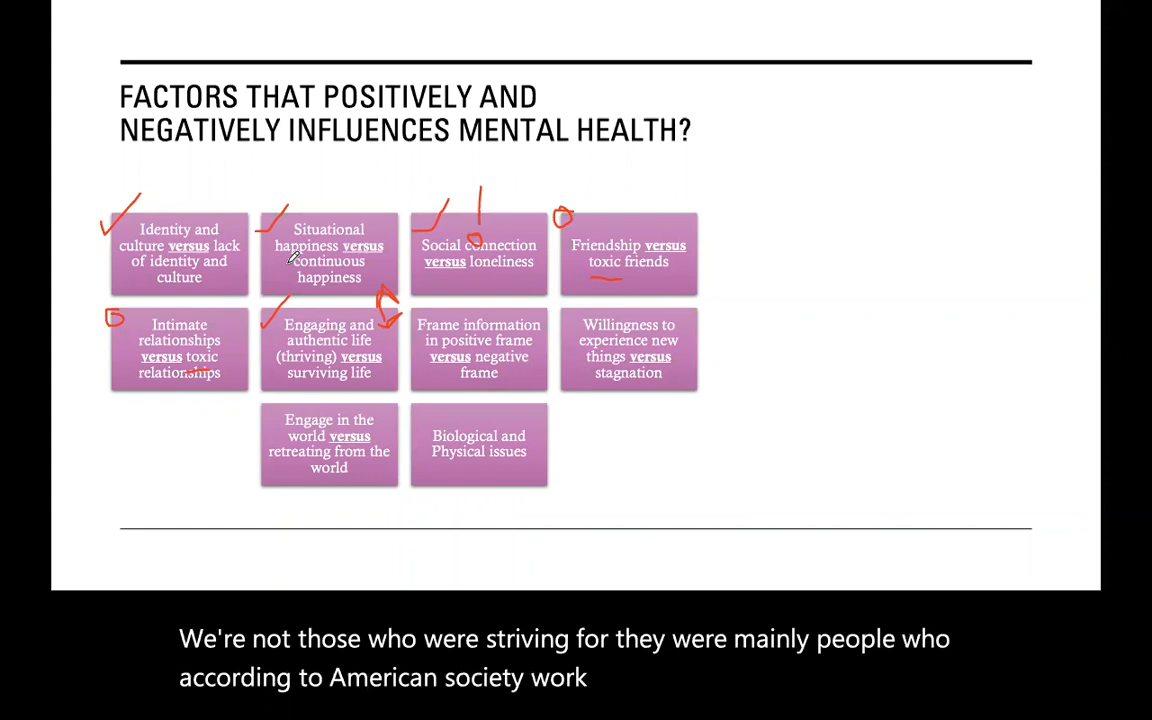 FACTORS THAT POSITIVELY AND
NEGATIVELY INFLUENCES MENTAL HEALTH?
Identity and
culture versus lack
of identity and
culture
Situational
happiness versus
continuous
happiness
Social connection
versus loneliness
Friendship versus
toxic friends
Intimate
relationships
versus toxic
relationships
Engaging and
authentic life
(thriving) versus
surviving life
Frame information
in positive frame
versus negative
frame
Willingness to
experience new
things versus
stagnation
Engage in the
world versus
retreating from the
world
Biological and
Physical issues
We're not those who were striving for they were mainly people who
according to American society work